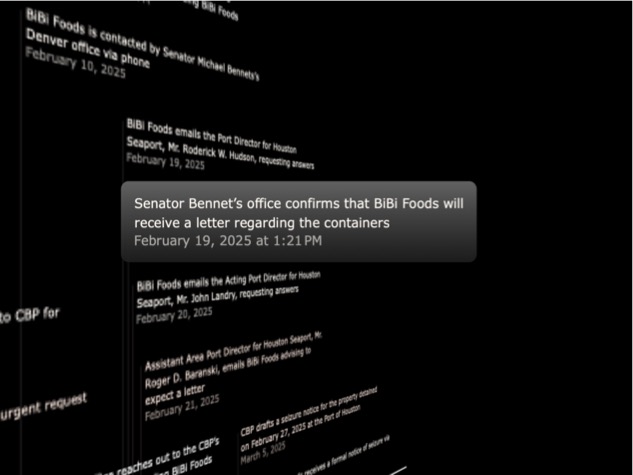 BiBi Foods
BiBi Foods is contacted by Senator Michael Bennets's
Denver office via phone
February 10, 2025
BiBi Foods emails the Port Director for Houston
Seaport, Mr. Roderick W. Hudson, requesting answers
February 19, 2025
Senator Bennet’s office confirms that BiBi Foods will
receive a letter regarding the containers
February 19, 2025 at 1:21 PM
BiBi Foods emails the Acting Port Director for Houston
Seaport, Mr. John Landry, requesting answers
February 20, 2025
to CBP for
Assistant Area Port Director for Houston Seaport, Mr.
Roger D. Baranski, emails BiBi Foods advising to
expect a letter
February 21, 2025
urgent request
CBP drafts a seizure notice for the property detained
on February 27, 2025 at the Port of Houston
March 5, 2025
reaches out to the CBP's
BiBi Foods
receives a formal notice of seizure via